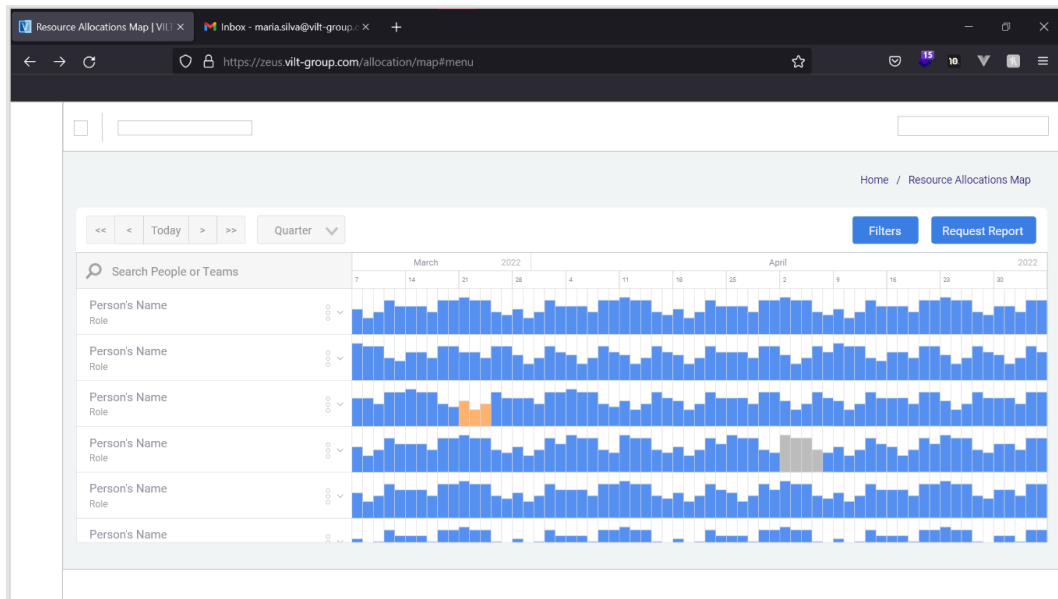 Resource Allocations Map | VILT
Inbox - maria.silva@vilt-group.c
https://zeus.vilt-group.com/allocation/map#menu
15
10.
Home / Resource Allocations Map
<< < Today > >> Quarter
Filters Request Report
Search People or Teams
March 2022 April 2022
7 14 21 28 4 11 18 25 2 9 16 23 30
Person's Name
Role
Person's Name
Role
Person's Name
Role
Person's Name
Role
Person's Name
Role
Person's Name